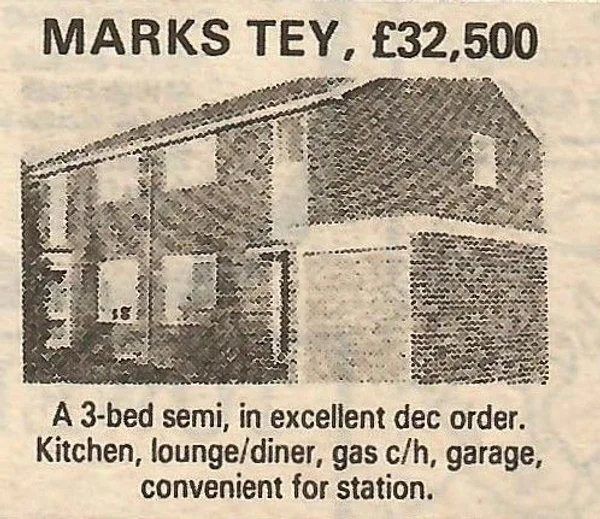 MARKS TEY, £32,500
18
A 3-bed semi, in excellent dec order.
Kitchen, lounge/diner, gas c/h, garage,
convenient for station.